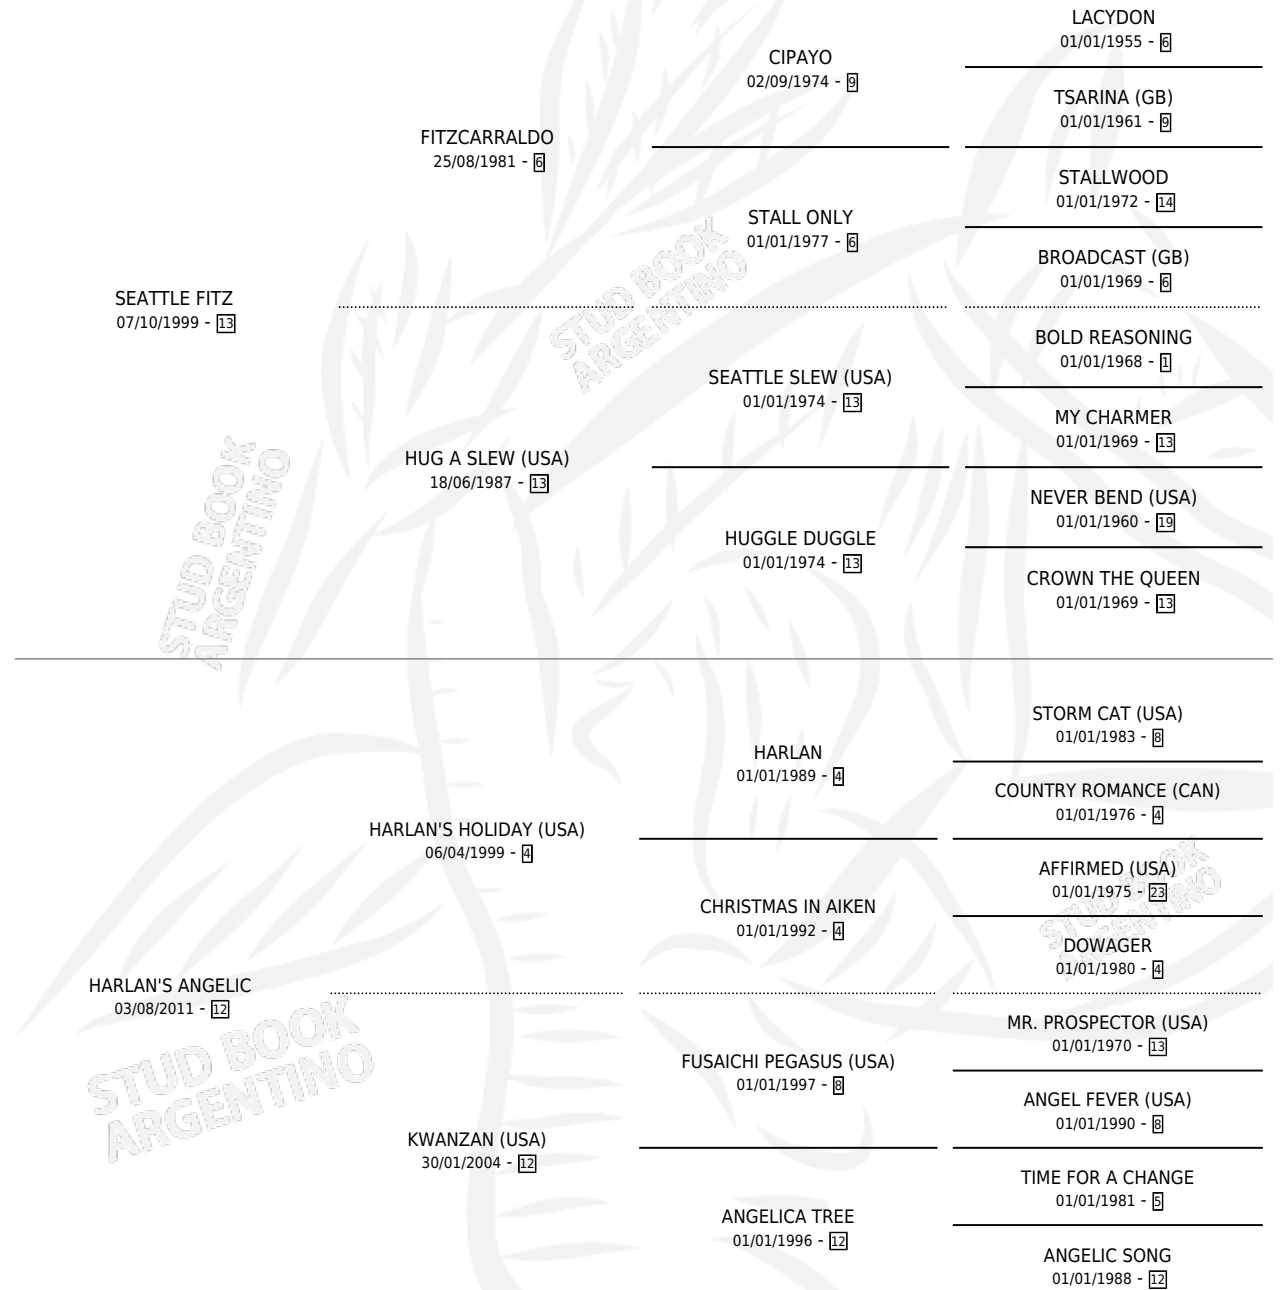 LACYDON
01/01/1955 - 6
CIPAYO
02/09/1974 - 9
TSARINA (GB)
01/01/1961 - 9
FITZCARRALDO
25/08/1981 - 6
STALLWOOD
01/01/1972 - 14
STALL ONLY
01/01/1977 - 6
BROADCAST (GB)
01/01/1969 - 6
SEATTLE FITZ
07/10/1999 - 13
BOLD REASONING
01/01/1968 - 1
SEATTLE SLEW (USA)
01/01/1974 - 13
MY CHARMER
01/01/1969 - 13
HUG A SLEW (USA)
18/06/1987 - 13
NEVER BEND (USA)
01/01/1960 - 19
HUGGLE DUGGLE
01/01/1974 - 13
CROWN THE QUEEN
01/01/1969 - 13
STUD BOOK
ARGENTINO
STUD BOOK
ARGENTINO
STORM CAT (USA)
01/01/1983 - 8
HARLAN
01/01/1989 - 4
COUNTRY ROMANCE (CAN)
01/01/1976 - 4
HARLAN'S HOLIDAY (USA)
06/04/1999 - 4
AFFIRMED (USA)
01/01/1975 - 23
CHRISTMAS IN AIKEN
01/01/1992 - 4
DOWAGER
01/01/1980 - 4
HARLAN'S ANGELIC
03/08/2011 - 12
MR. PROSPECTOR (USA)
01/01/1970 - 13
FUSAICHI PEGASUS (USA)
01/01/1997 - 8
ANGEL FEVER (USA)
01/01/1990 - 8
KWANZAN (USA)
30/01/2004 - 12
TIME FOR A CHANGE
01/01/1981 - 5
ANGELICA TREE
01/01/1996 - 12
ANGELIC SONG
01/01/1988 - 12
STUD BOOK
ARGENTINO
STUD BOOK
ARGENTINO